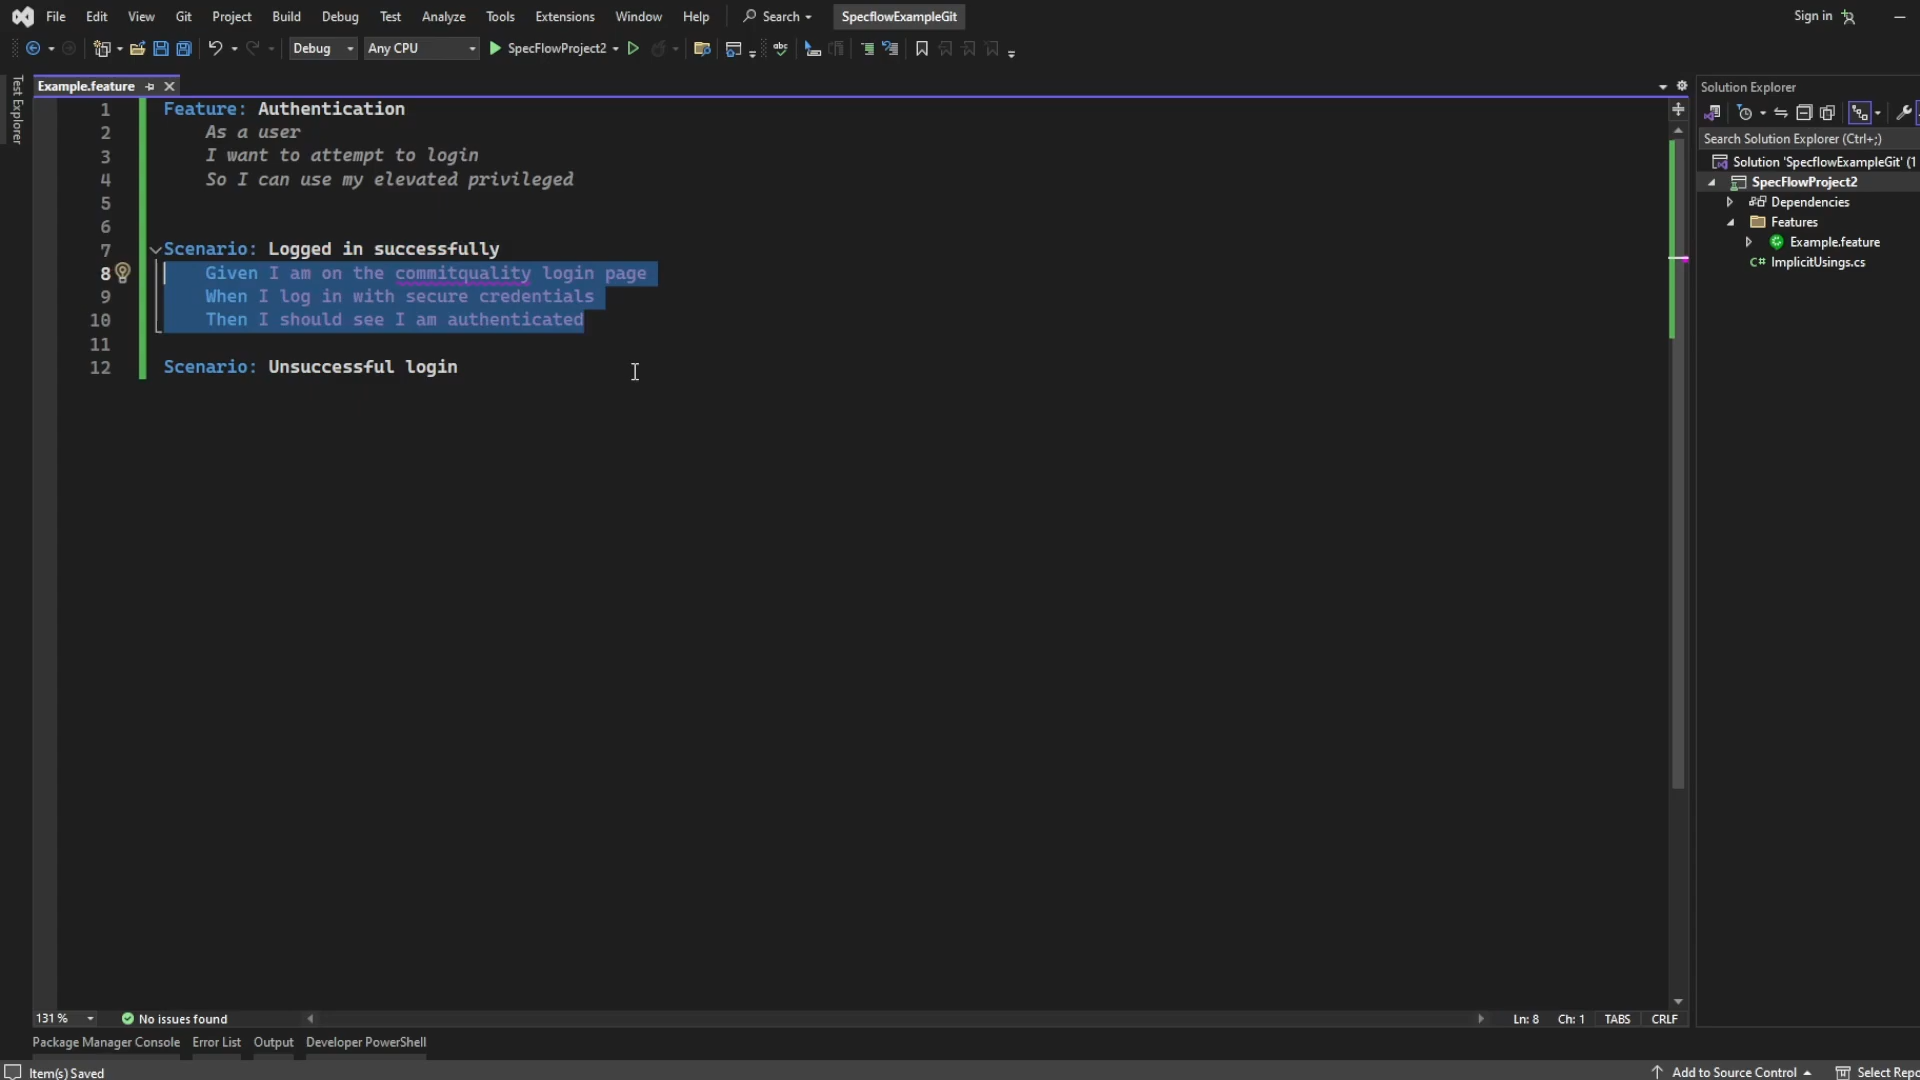 File Edit View Git Project Build Debug Test Analyze Tools Extensions Window Help Search SpecflowExampleGit Sign in
Debug Any CPU SpecFlowProject2
Test Explorer
Example.feature
1 Feature: Authentication
2 As a user
3 I want to attempt to login
4 So I can use my elevated privileged
5
6
7 Scenario: Logged in successfully
8 Given I am on the commitquality login page
9 When I log in with secure credentials
10 Then I should see I am authenticated
11
12 Scenario: Unsuccessful login
Solution Explorer
Search Solution Explorer (Ctrl+;)
Solution 'SpecflowExampleGit' (1
SpecFlowProject2
Dependencies
Features
Example.feature
C# ImplicitUsings.cs
131 % No issues found Ln: 8 Ch: 1 TABS CRLF
Package Manager Console Error List Output Developer PowerShell
Item(s) Saved Add to Source Control Select Repo